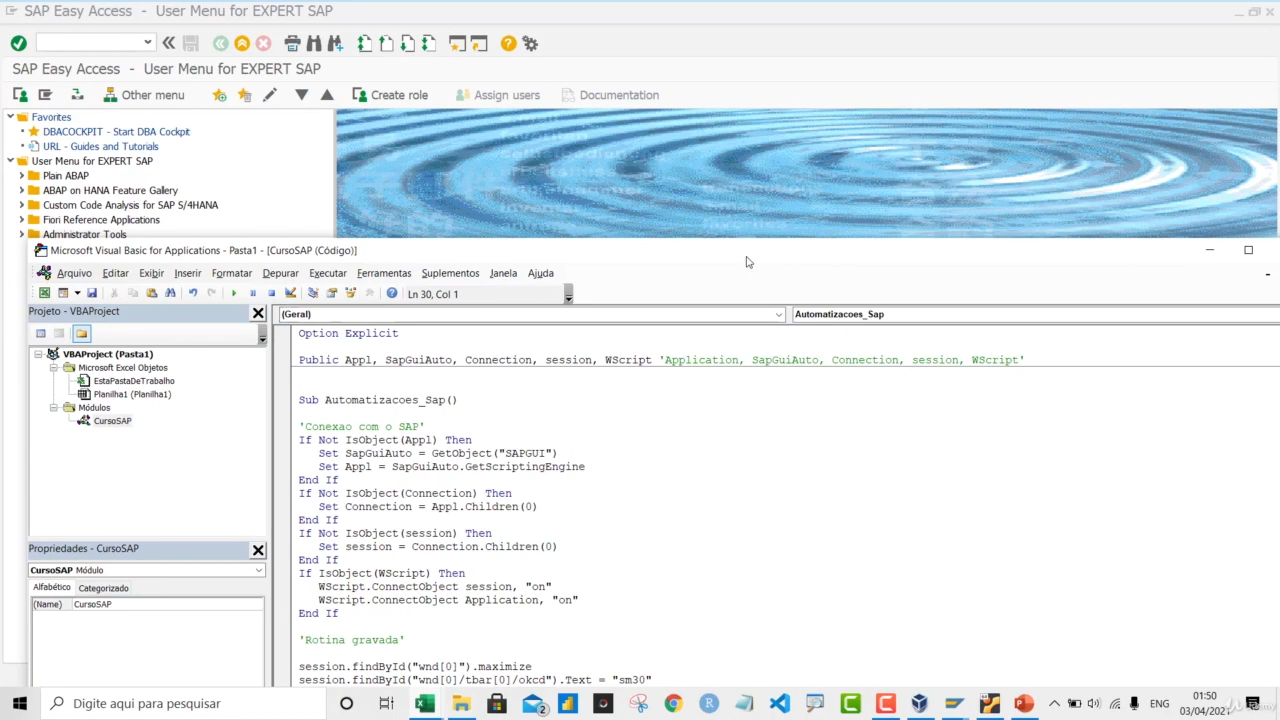 SAP Easy Access - User Menu for EXPERT SAP
SAP Easy Access - User Menu for EXPERT SAP
Other menu
Create role
Assign users
Documentation
Favorites
DBACOCKPIT - Start DBA Cockpit
URL - Guides and Tutorials
User Menu for EXPERT SAP
Plain ABAP
ABAP on HANA Feature Gallery
Custom Code Analysis for SAP S/4HANA
Fiori Reference Applications
Administrator Tools
Microsoft Visual Basic for Applications - Pasta1 - [CursoSAP (Código)]
Arquivo Editar Exibir Inserir Formatar Depurar Executar Ferramentas Suplementos Janela Ajuda
Ln 30, Col 1
Projeto - VBAProject
VBAProject (Pasta1)
Microsoft Excel Objetos
EstaPastaDeTrabalho
Planilha1 (Planilha1)
Módulos
CursoSAP
Propriedades - CursoSAP
CursoSAP Módulo
Alfabético Categorizado
(Name) CursoSAP
(Geral) Automatizacoes_Sap
Option Explicit
Public Appl, SapGuiAuto, Connection, session, WScript 'Application, SapGuiAuto, Connection, session, WScript'
Sub Automatizacoes_Sap()
'Conexao com o SAP'
If Not IsObject(Appl) Then
Set SapGuiAuto = GetObject("SAPGUI")
Set Appl = SapGuiAuto.GetScriptingEngine
End If
If Not IsObject(Connection) Then
Set Connection = Appl.Children(0)
End If
If Not IsObject(session) Then
Set session = Connection.Children(0)
End If
If IsObject(WScript) Then
WScript.ConnectObject session, "on"
WScript.ConnectObject Application, "on"
End If
'Rotina gravada'
session.findById("wnd[0]").maximize
session.findById("wnd[0]/tbar[0]/okcd").Text = "sm30"
Digite aqui para pesquisar
2
ENG
01:50
03/04/2021